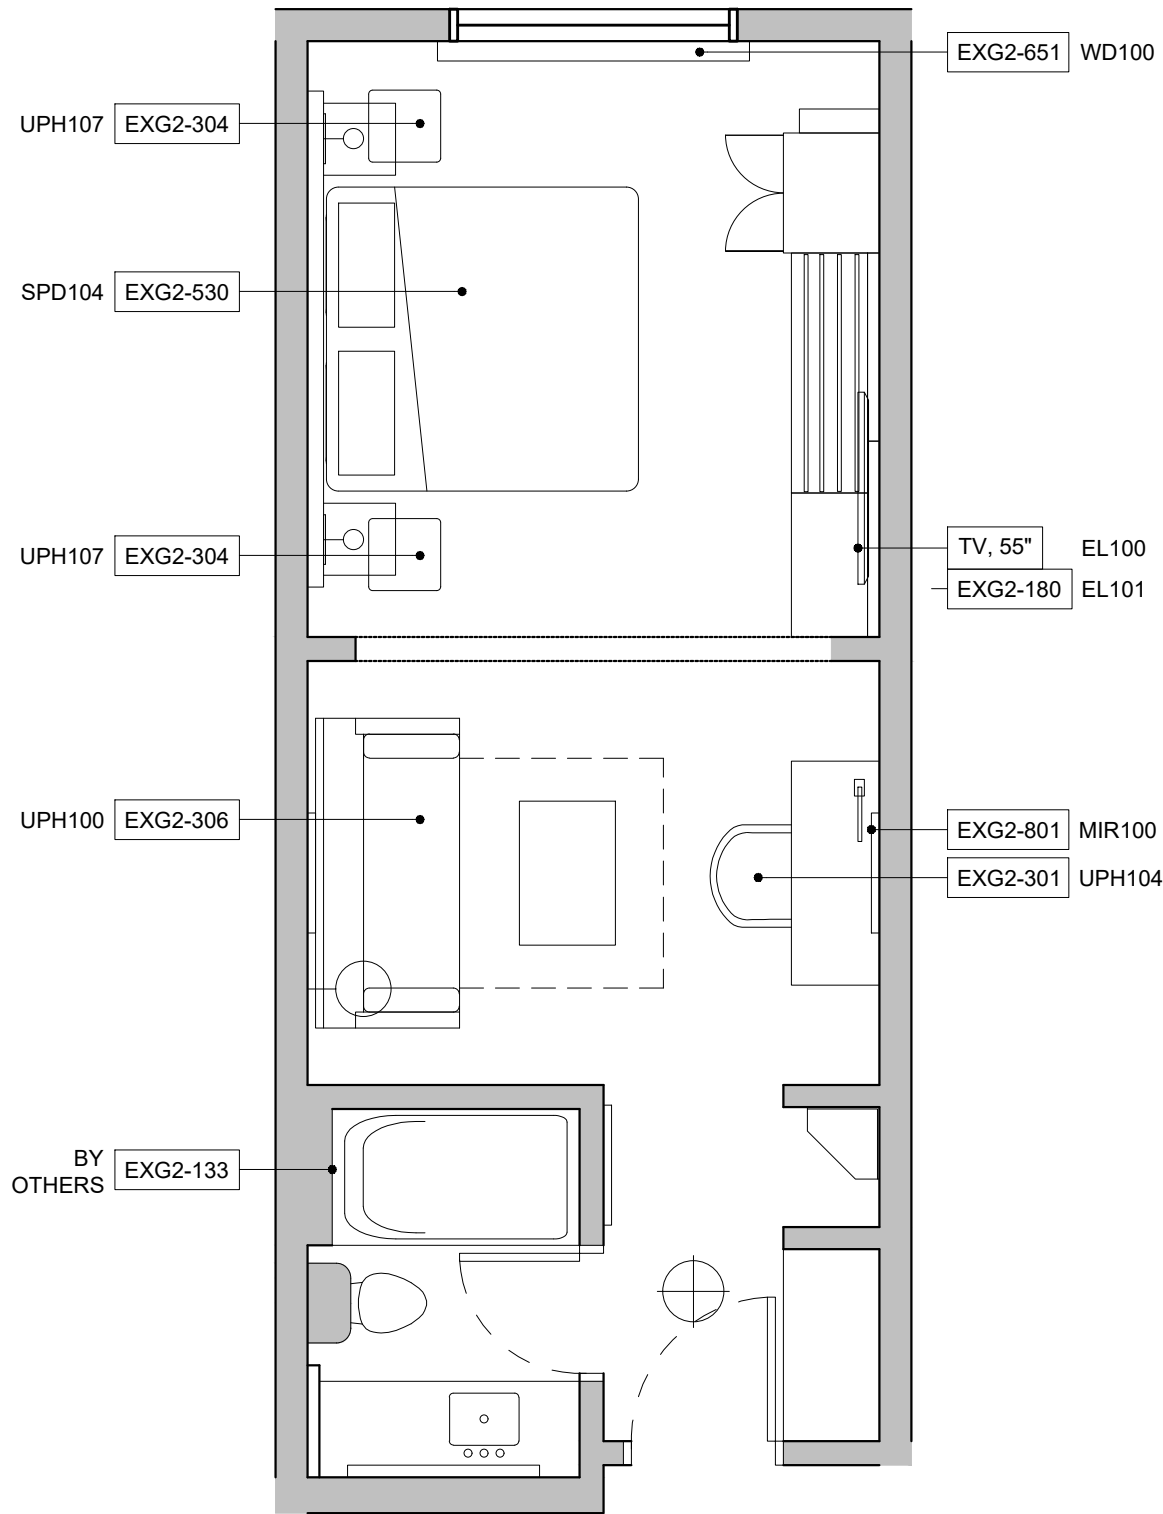 EXG2-651 WD100
UPH107 EXG2-304
SPD104 EXG2-530
UPH107 EXG2-304
TV, 55" EL100
EXG2-180 EL101
UPH100 EXG2-306
EXG2-801 MIR100
EXG2-301 UPH104
BY
OTHERS EXG2-133